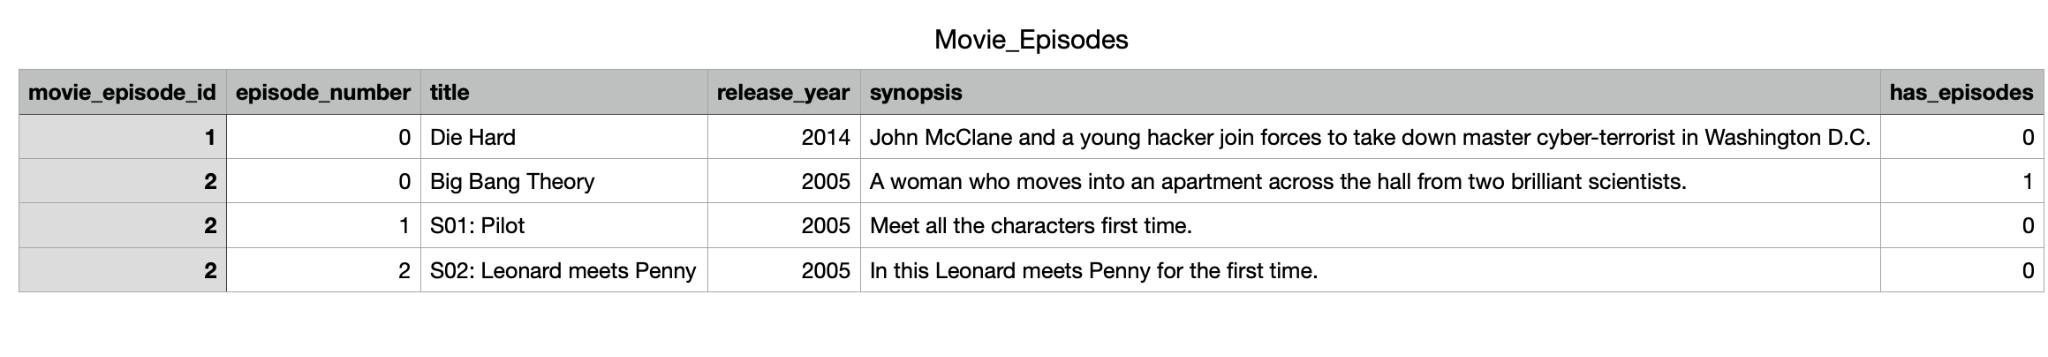 Movie_Episodes
movie_episode_id episode_number title release_year synopsis has_episodes
1 0 Die Hard 2014 John McClane and a young hacker join forces to take down master cyber-terrorist in Washington D.C. 0
2 0 Big Bang Theory 2005 A woman who moves into an apartment across the hall from two brilliant scientists. 1
2 1 S01: Pilot 2005 Meet all the characters first time. 0
2 2 S02: Leonard meets Penny 2005 In this Leonard meets Penny for the first time. 0